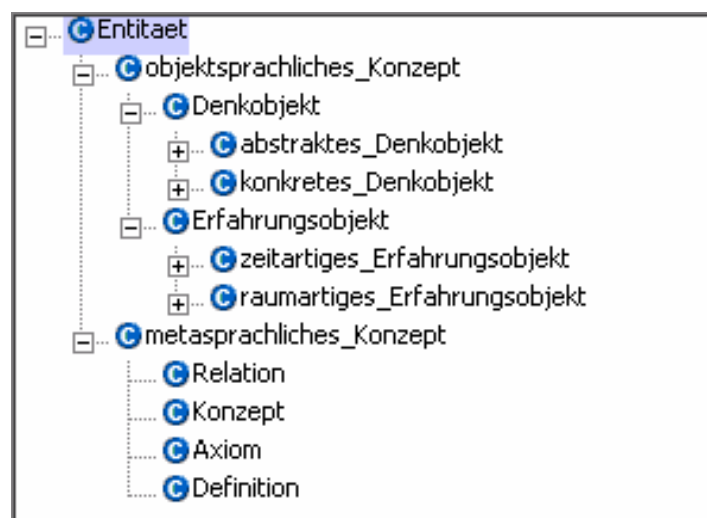 Entitaet
objektsprachliches_Konzept
Denkobjekt
abstraktes_Denkobjekt
konkretes_Denkobjekt
Erfahrungsobjekt
zeitartiges_Erfahrungsobjekt
raumartiges_Erfahrungsobjekt
metasprachliches_Konzept
Relation
Konzept
Axiom
Definition